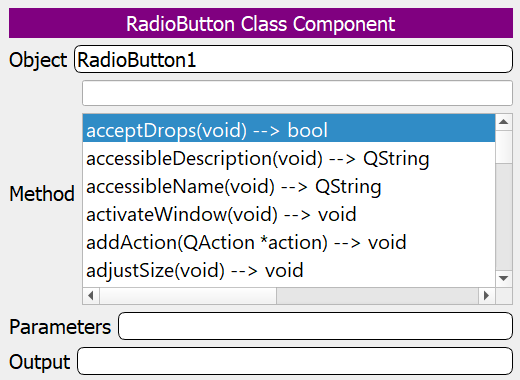 RadioButton Class Component
Object RadioButton1
Method
acceptDrops(void) --> bool
accessibleDescription(void) --> QString
accessibleName(void) --> QString
activateWindow(void) --> void
addAction(QAction *action) --> void
adjustSize(void) --> void
Parameters
Output